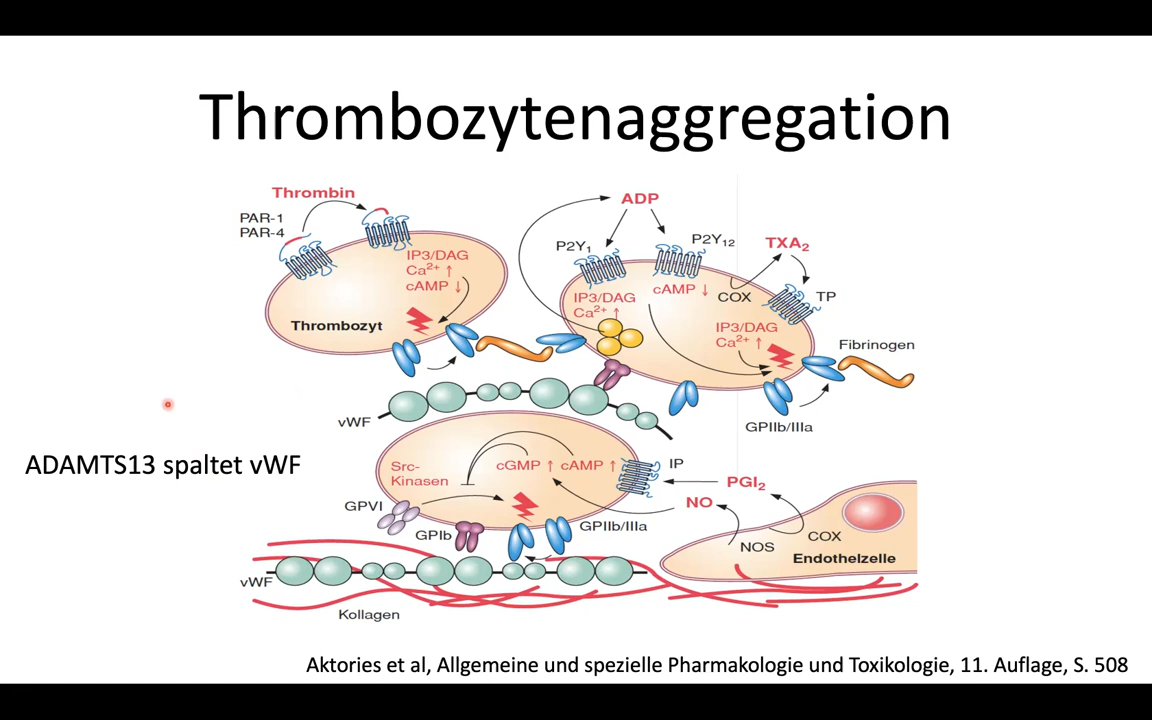 Thrombozytenaggregation
Thrombin
PAR-1
PAR-4
IP3/DAG
Ca²⁺ ↑
cAMP ↓
Thrombozyt
ADP
P2Y₁
P2Y₁₂
TXA₂
cAMP ↓
COX
TP
IP3/DAG
Ca²⁺ ↑
IP3/DAG
Ca²⁺ ↑
Fibrinogen
GPIIb/IIIa
vWF
ADAMTS13 spaltet vWF
Src-
Kinasen
cGMP ↑ cAMP ↑
IP
PGI₂
NO
GPVI
GPIb
GPIIb/IIIa
NOS
COX
Endothelzelle
vWF
Kollagen
Aktories et al, Allgemeine und spezielle Pharmakologie und Toxikologie, 11. Auflage, S. 508